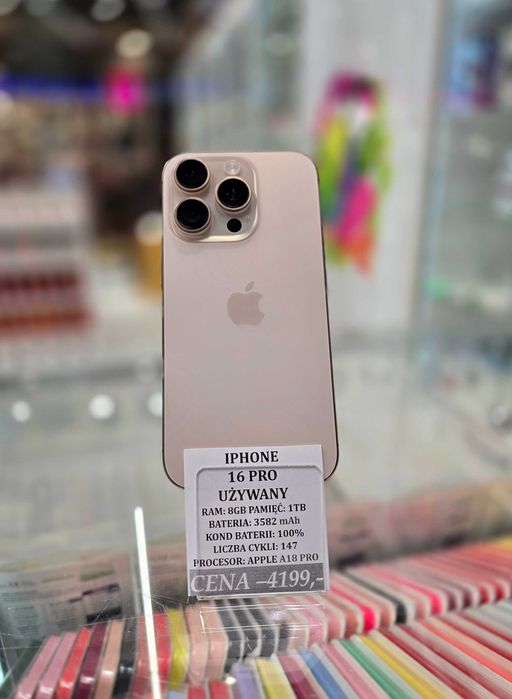 IPHONE
16 PRO
UŻYWANY
RAM: 8GB PAMIĘĆ: 1TB
BATERIA: 3582 mAh
KOND BATERII: 100%
LICZBA CYKLI: 147
PROCESOR: APPLE A18 PRO
CENA –4199,-